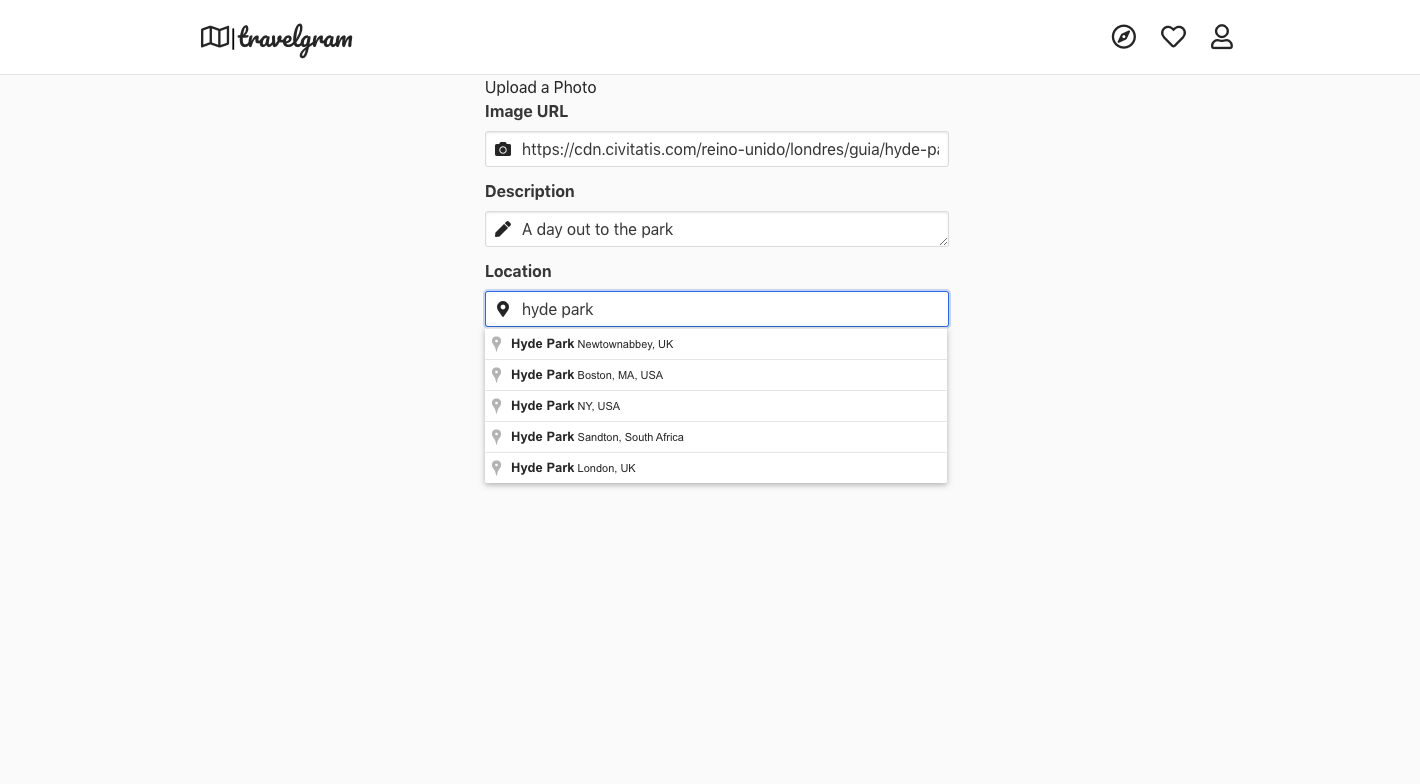 travelgram
Upload a Photo
Image URL
https://cdn.civitatis.com/reino-unido/londres/guia/hyde-pa
Description
A day out to the park
Location
hyde park
Hyde Park Newtownabbey, UK
Hyde Park Boston, MA, USA
Hyde Park NY, USA
Hyde Park Sandton, South Africa
Hyde Park London, UK